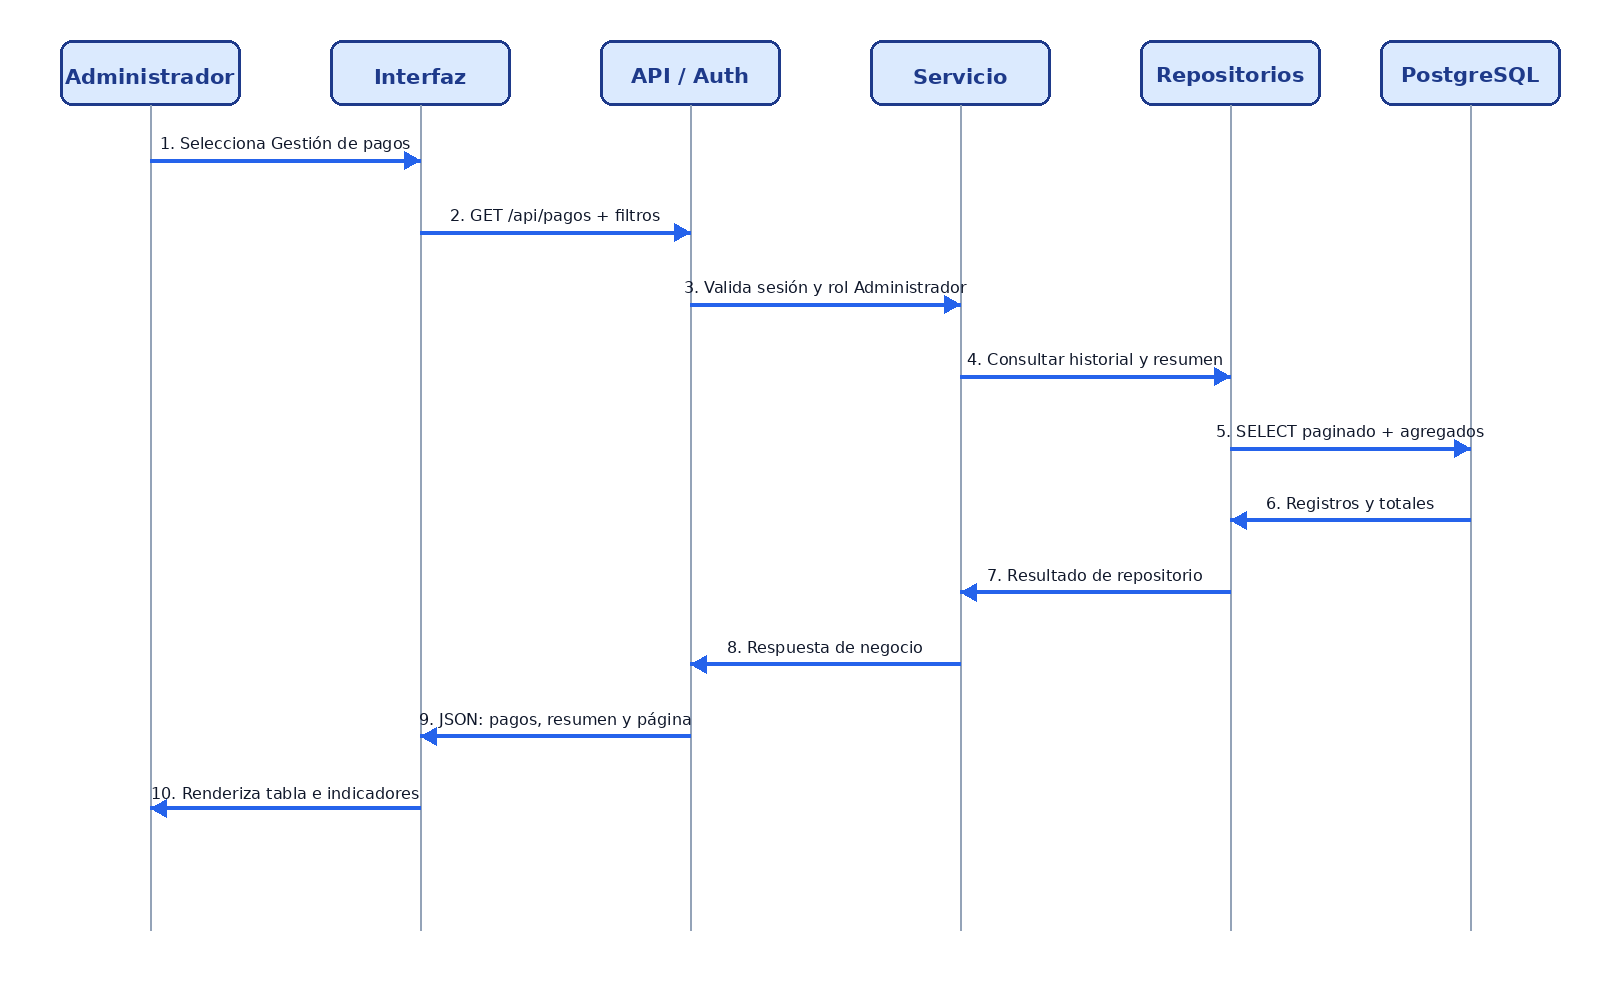 Administrador
Interfaz
API / Auth
Servicio
Repositorios
PostgreSQL
1. Selecciona Gestión de pagos
2. GET /api/pagos + filtros
3. Valida sesión y rol Administrador
4. Consultar historial y resumen
5. SELECT paginado + agregados
6. Registros y totales
7. Resultado de repositorio
8. Respuesta de negocio
9. JSON: pagos, resumen y página
10. Renderiza tabla e indicadores